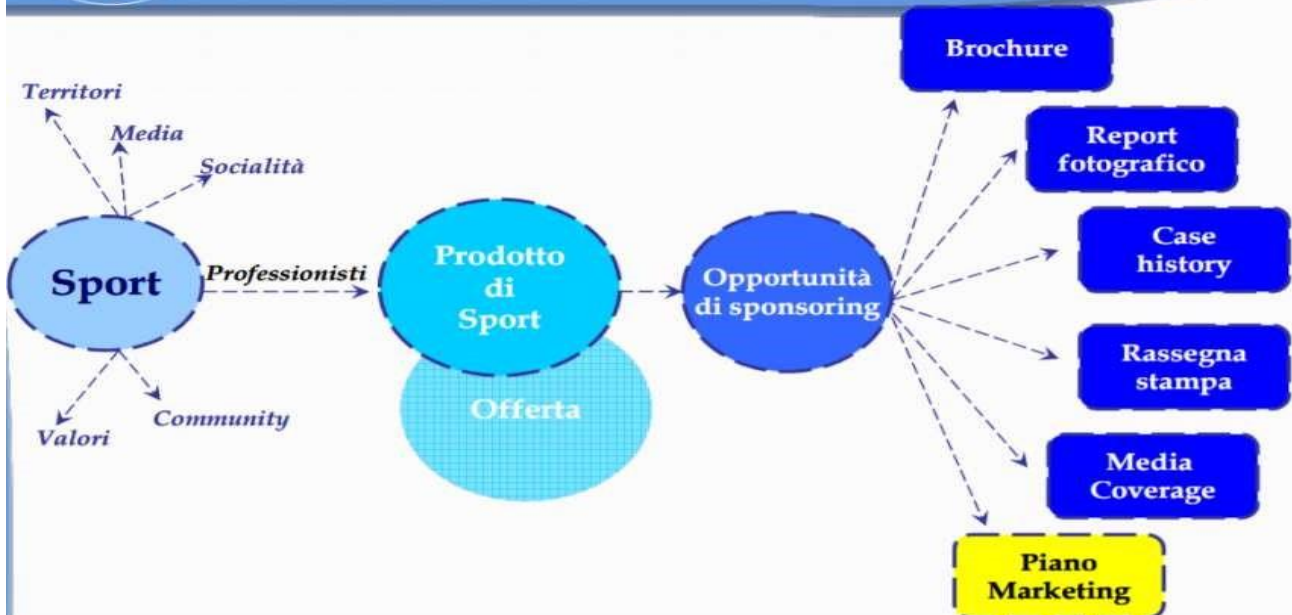 Brochure
Territori
Media
Socialità
Report
fotografico
Sport
Professionisti
Prodotto
di
Sport
Opportunità
di sponsoring
Case
history
Rassegna
stampa
Offerta
Valori
Community
Media
Coverage
Piano
Marketing